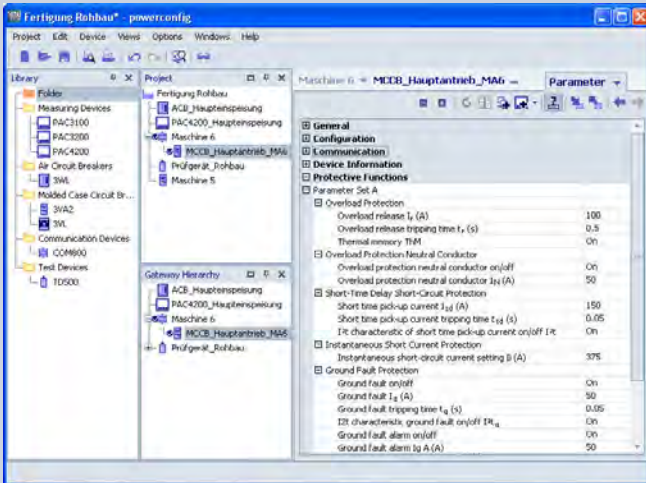 Fertigung Rohbau* - powerconfig
Project Edit Device Views Options Windows Help
Library
Folder
Measuring Devices
PAC3100
PAC3200
PAC4200
Air Circuit Breakers
3WL
Molded Case Circuit Br...
3VA2
3VL
Communication Devices
COM800
Test Devices
TD500
Project
Fertigung Rohbau
ACB_Haupteinspeisung
PAC4200_Haupteinspeisung
Maschine 6
MCCB_Hauptantrieb_MA6
Prüfgerät_Rohbau
Maschine 5
Gateway Hierarchy
ACB_Haupteinspeisung
PAC4200_Haupteinspeisung
Maschine 6
MCCB_Hauptantrieb_MA6
Prüfgerät_Rohbau
Maschine 6 MCCB_Hauptantrieb_MA6 Parameter
General
Configuration
Communication
Device Information
Protective Functions
Parameter Set A
Overload Protection
Overload release Iᵣ (A) 100
Overload release tripping time tᵣ (s) 0.5
Thermal memory ThM On
Overload Protection Neutral Conductor
Overload protection neutral conductor on/off On
Overload protection neutral conductor I_N (A) 50
Short-Time Delay Short-Circuit Protection
Short time pick-up current I_sd (A) 150
Short time pick-up current tripping time t_sd (s) 0.05
I²t characteristic of short time pick-up current on/off I²t On
Instantaneous Short Current Protection
Instantaneous short-circuit current setting Ii (A) 375
Ground Fault Protection
Ground fault on/off On
Ground fault I_g (A) 50
Ground fault tripping time t_g (s) 0.05
I2t characteristic ground fault on/off I²t_g On
Ground fault alarm on/off On
Ground fault alarm Ig A (A) 50